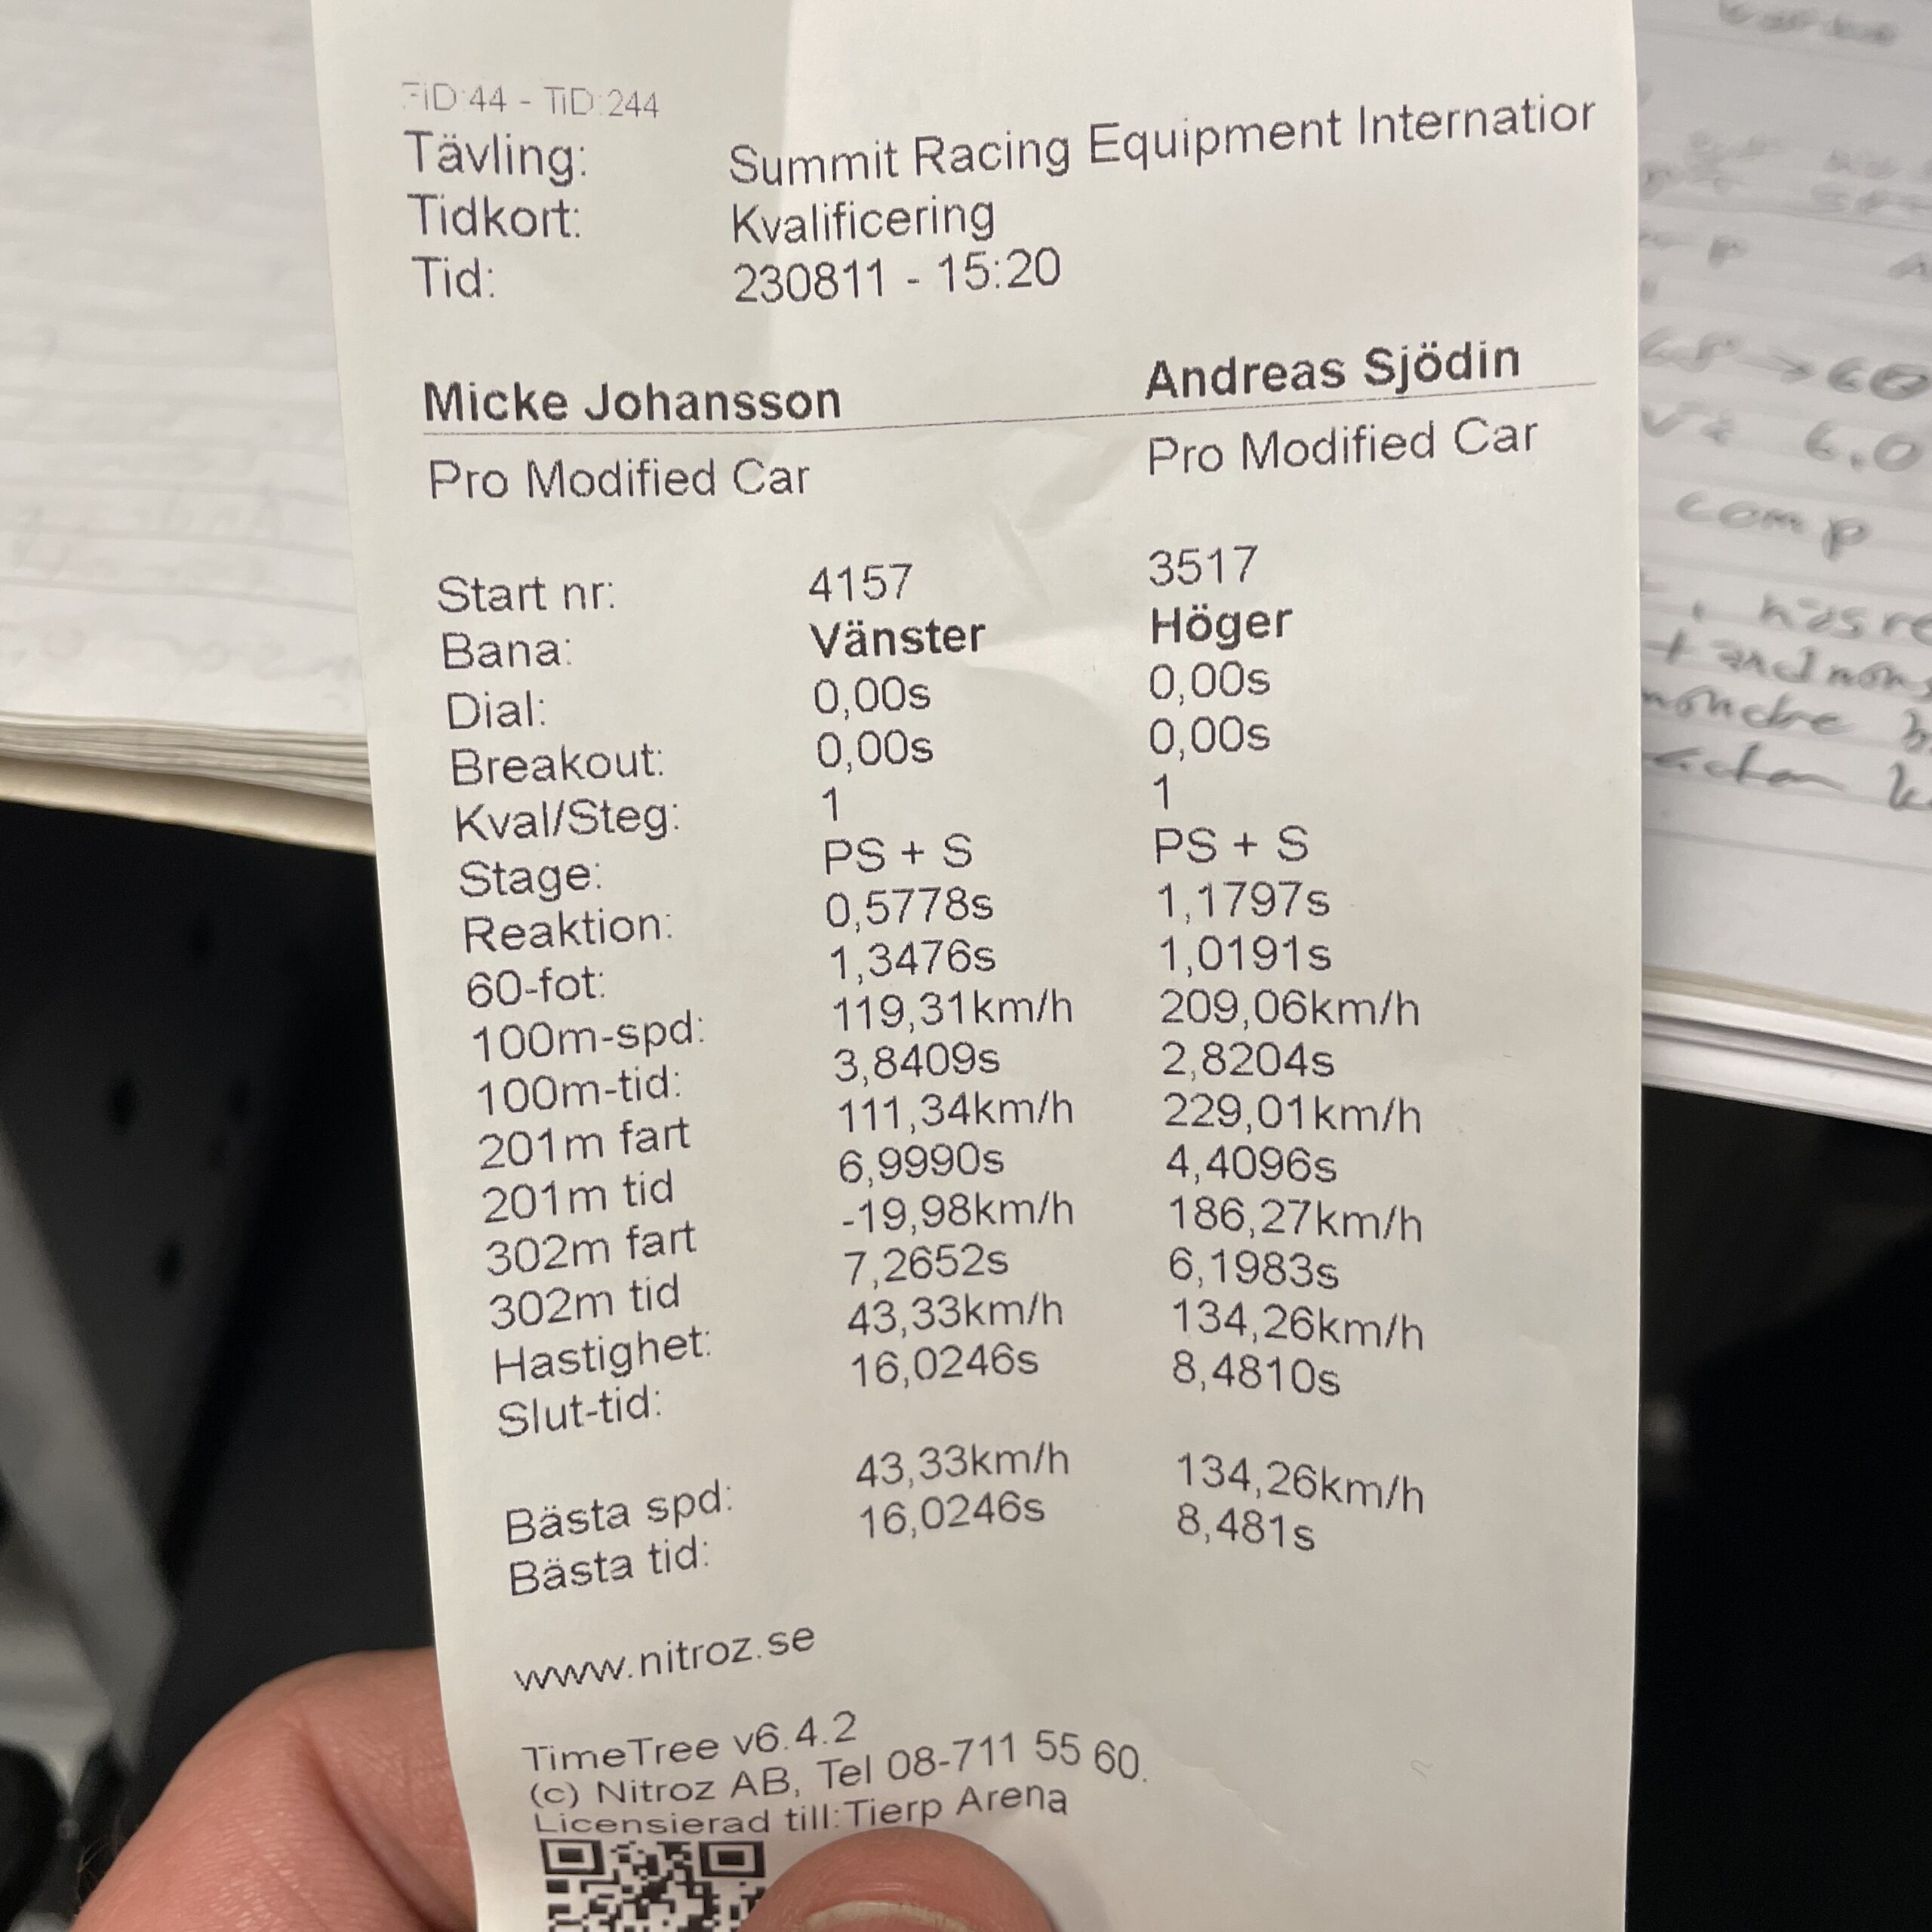 FiD:44 - TiD:244
Tävling: Summit Racing Equipment Internatior
Tidkort: Kvalificering
Tid: 230811 - 15:20
Micke Johansson Andreas Sjödin
Pro Modified Car Pro Modified Car
Start nr: 4157 3517
Bana: Vänster Höger
Dial: 0,00s 0,00s
Breakout: 0,00s 0,00s
Kval/Steg: 1 1
Stage: PS + S PS + S
Reaktion: 0,5778s 1,1797s
60-fot: 1,3476s 1,0191s
100m-spd: 119,31km/h 209,06km/h
100m-tid: 3,8409s 2,8204s
201m fart 111,34km/h 229,01km/h
201m tid 6,9990s 4,4096s
302m fart -19,98km/h 186,27km/h
302m tid 7,2652s 6,1983s
Hastighet: 43,33km/h 134,26km/h
Slut-tid: 16,0246s 8,4810s
Bästa spd: 43,33km/h 134,26km/h
Bästa tid: 16,0246s 8,481s
www.nitroz.se
TimeTree v6.4.2
(c) Nitroz AB, Tel 08-711 55 60.
Licensierad till:Tierp Arena
6.0
comp